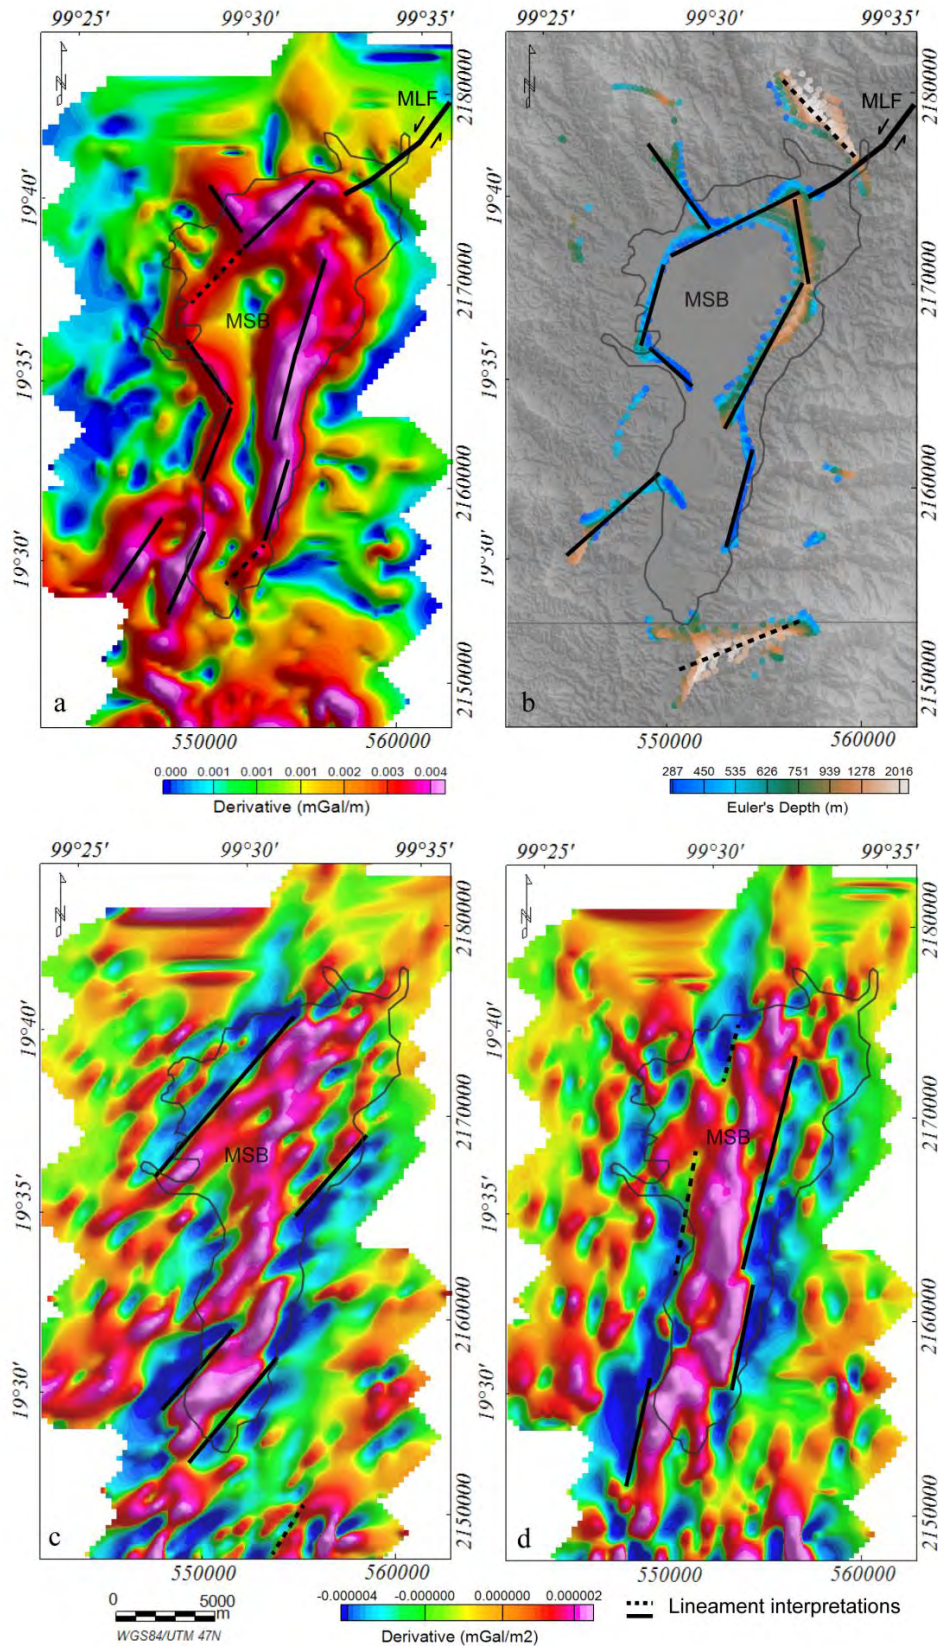 99°25' 99°30' 99°35'
99°25' 99°30' 99°35'
N
N
MLF
MLF
2180000
2180000
19°40'
19°40'
2170000
2170000
MSB
MSB
19°35'
19°35'
2160000
2160000
19°30'
19°30'
2150000
2150000
a
b
550000 560000
550000 560000
0.000 0.001 0.001 0.001 0.002 0.003 0.004
Derivative (mGal/m)
287 450 535 626 751 939 1278 2016
Euler's Depth (m)
99°25' 99°30' 99°35'
99°25' 99°30' 99°35'
N
N
2180000
2180000
19°40'
19°40'
2170000
2170000
MSB
MSB
19°35'
19°35'
2160000
2160000
19°30'
19°30'
2150000
2150000
c
d
550000 560000
550000 560000
0 5000
m
WGS84/UTM 47N
-0.000004 -0.0000000 0.0000000 0.0000002
Derivative (mGal/m2)
Lineament interpretations